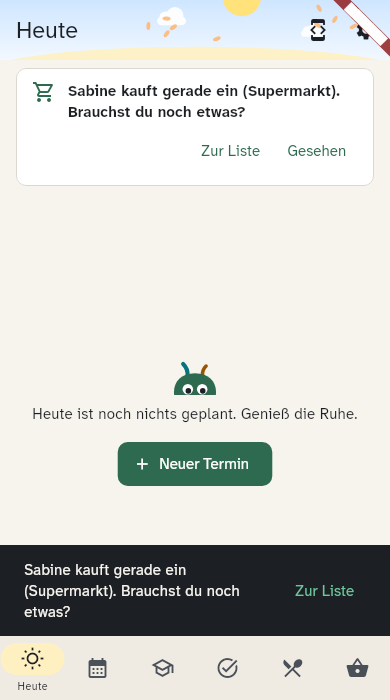 Heute
Sabine kauft gerade ein (Supermarkt).
Brauchst du noch etwas?
Zur Liste
Gesehen
Heute ist noch nichts geplant. Genieß die Ruhe.
+ Neuer Termin
Sabine kauft gerade ein
(Supermarkt). Brauchst du noch
etwas?
Zur Liste
Heute